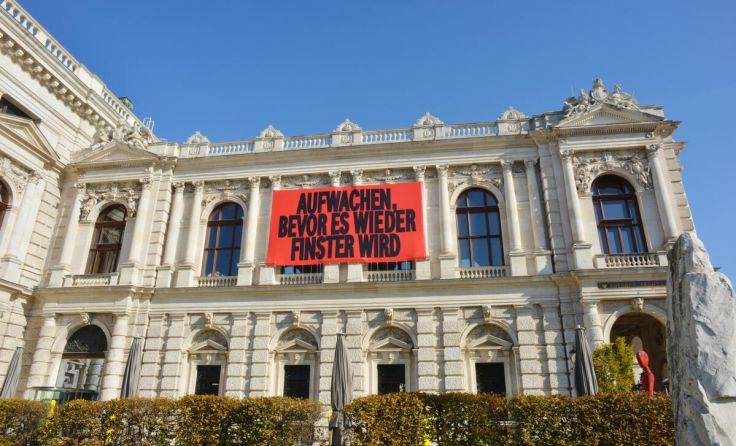 AUFWACHEN,
BEVOR ES WIEDER
FINSTER WIRD